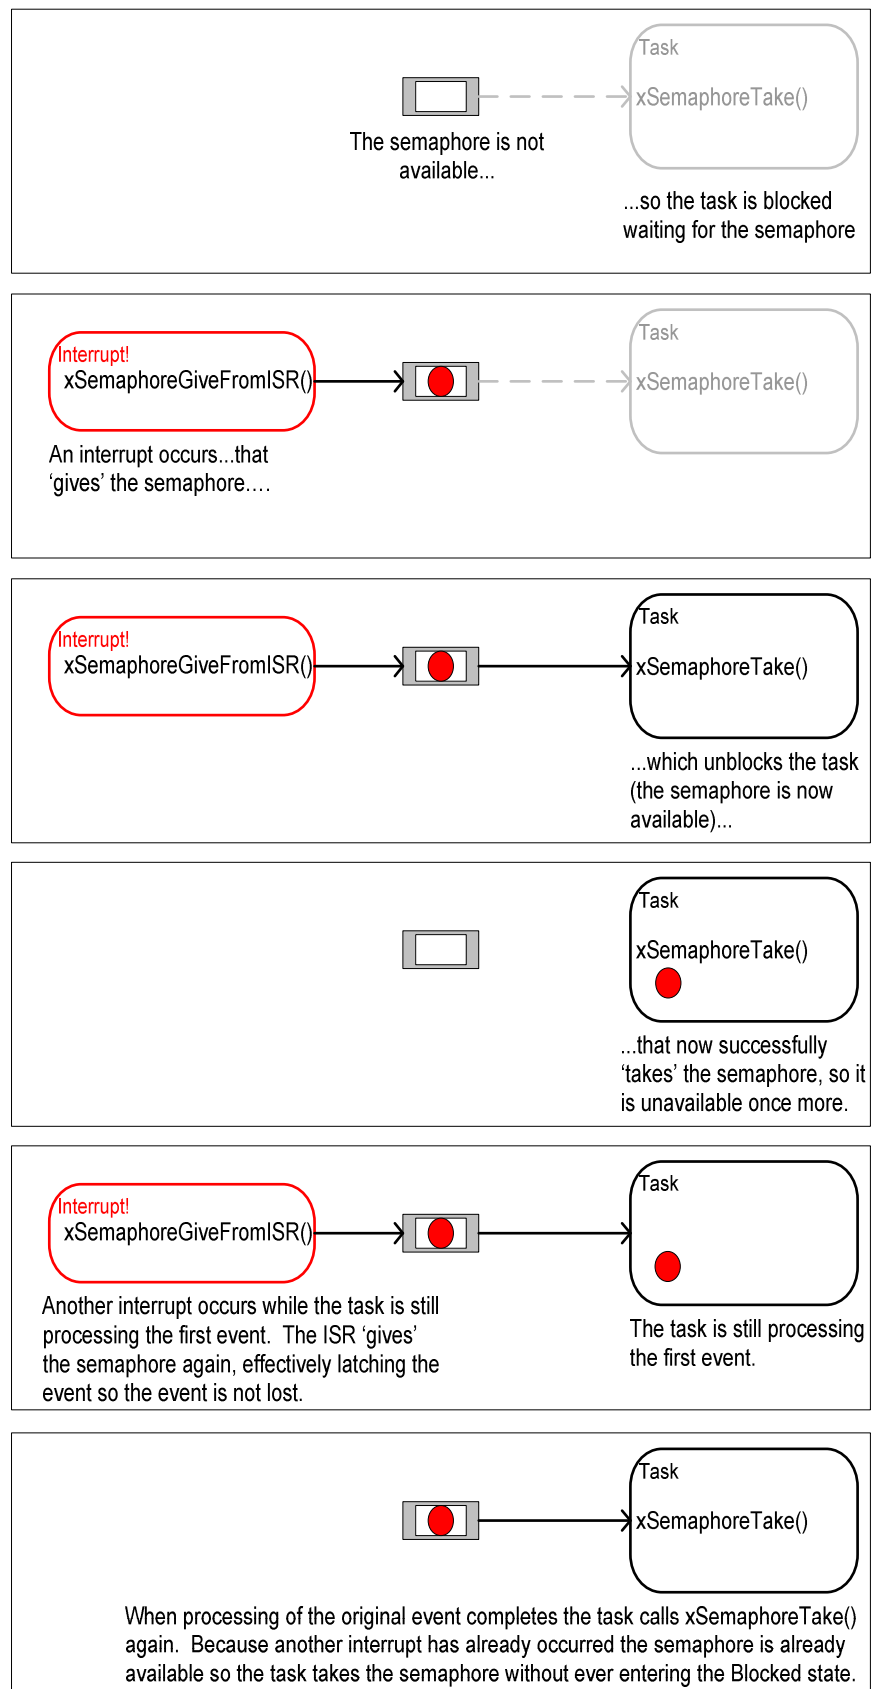 Task
xSemaphoreTake()
The semaphore is not
available...
...so the task is blocked
waiting for the semaphore
Interrupt!
xSemaphoreGiveFromISR()
Task
xSemaphoreTake()
An interrupt occurs...that
‘gives’ the semaphore....
Interrupt!
xSemaphoreGiveFromISR()
Task
xSemaphoreTake()
...which unblocks the task
(the semaphore is now
available)...
Task
xSemaphoreTake()
...that now successfully
‘takes’ the semaphore, so it
is unavailable once more.
Interrupt!
xSemaphoreGiveFromISR()
Task
Another interrupt occurs while the task is still
processing the first event.  The ISR ‘gives’
the semaphore again, effectively latching the
event so the event is not lost.
The task is still processing
the first event.
Task
xSemaphoreTake()
When processing of the original event completes the task calls xSemaphoreTake()
again.  Because another interrupt has already occurred the semaphore is already
available so the task takes the semaphore without ever entering the Blocked state.